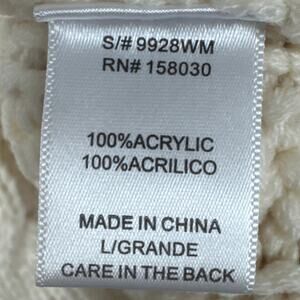 S/# 9928WM
RN# 158030
100%ACRYLIC
100%ACRILICO
MADE IN CHINA
L/GRANDE
CARE IN THE BACK